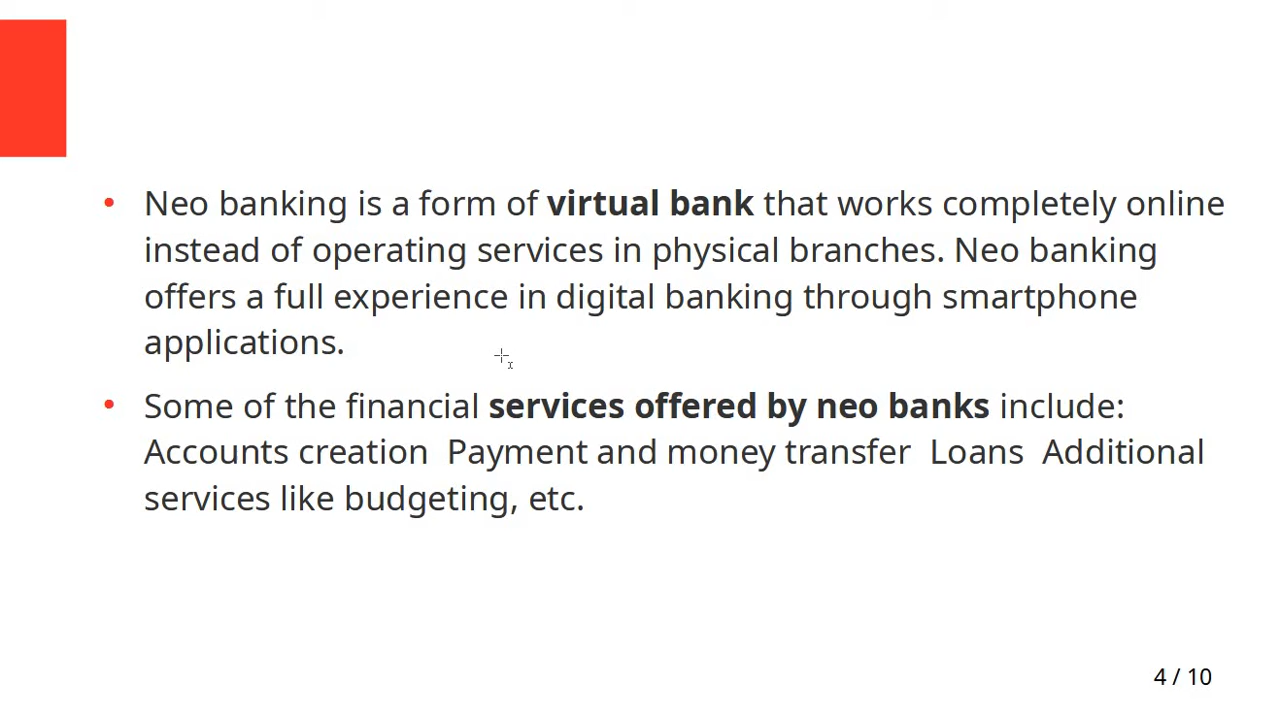 • Neo banking is a form of virtual bank that works completely online
instead of operating services in physical branches. Neo banking
offers a full experience in digital banking through smartphone
applications.
• Some of the financial services offered by neo banks include:
Accounts creation  Payment and money transfer  Loans  Additional
services like budgeting, etc.
4 / 10